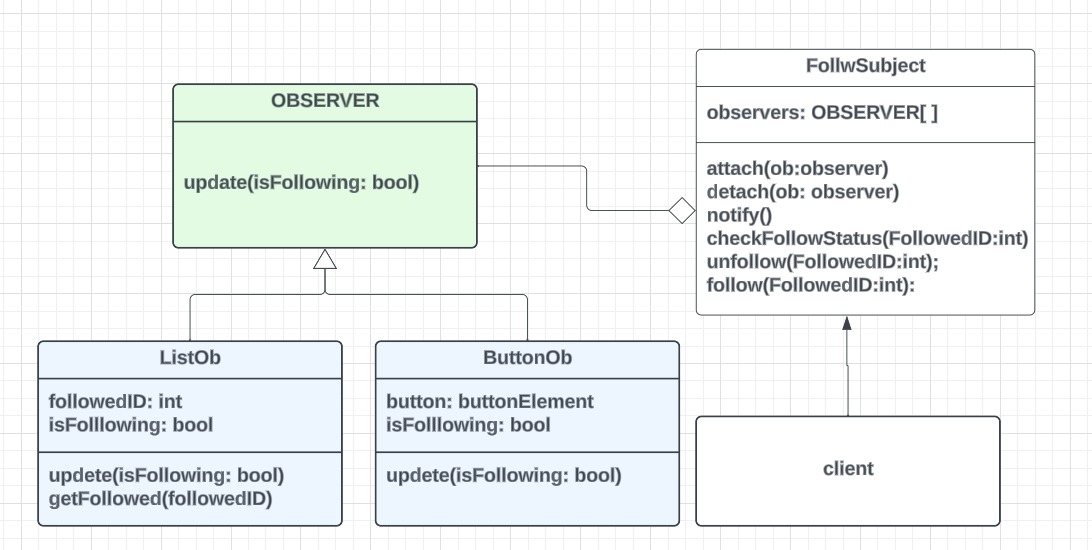 OBSERVER
update(isFollowing: bool)
FollwSubject
observers: OBSERVER[ ]
attach(ob:observer)
detach(ob: observer)
notify()
checkFollowStatus(FollowedID:int)
unfollow(FollowedID:int);
follow(FollowedID:int):
ListOb
followedID: int
isFolllowing: bool
updete(isFollowing: bool)
getFollowed(followedID)
ButtonOb
button: buttonElement
isFolllowing: bool
updete(isFollowing: bool)
client